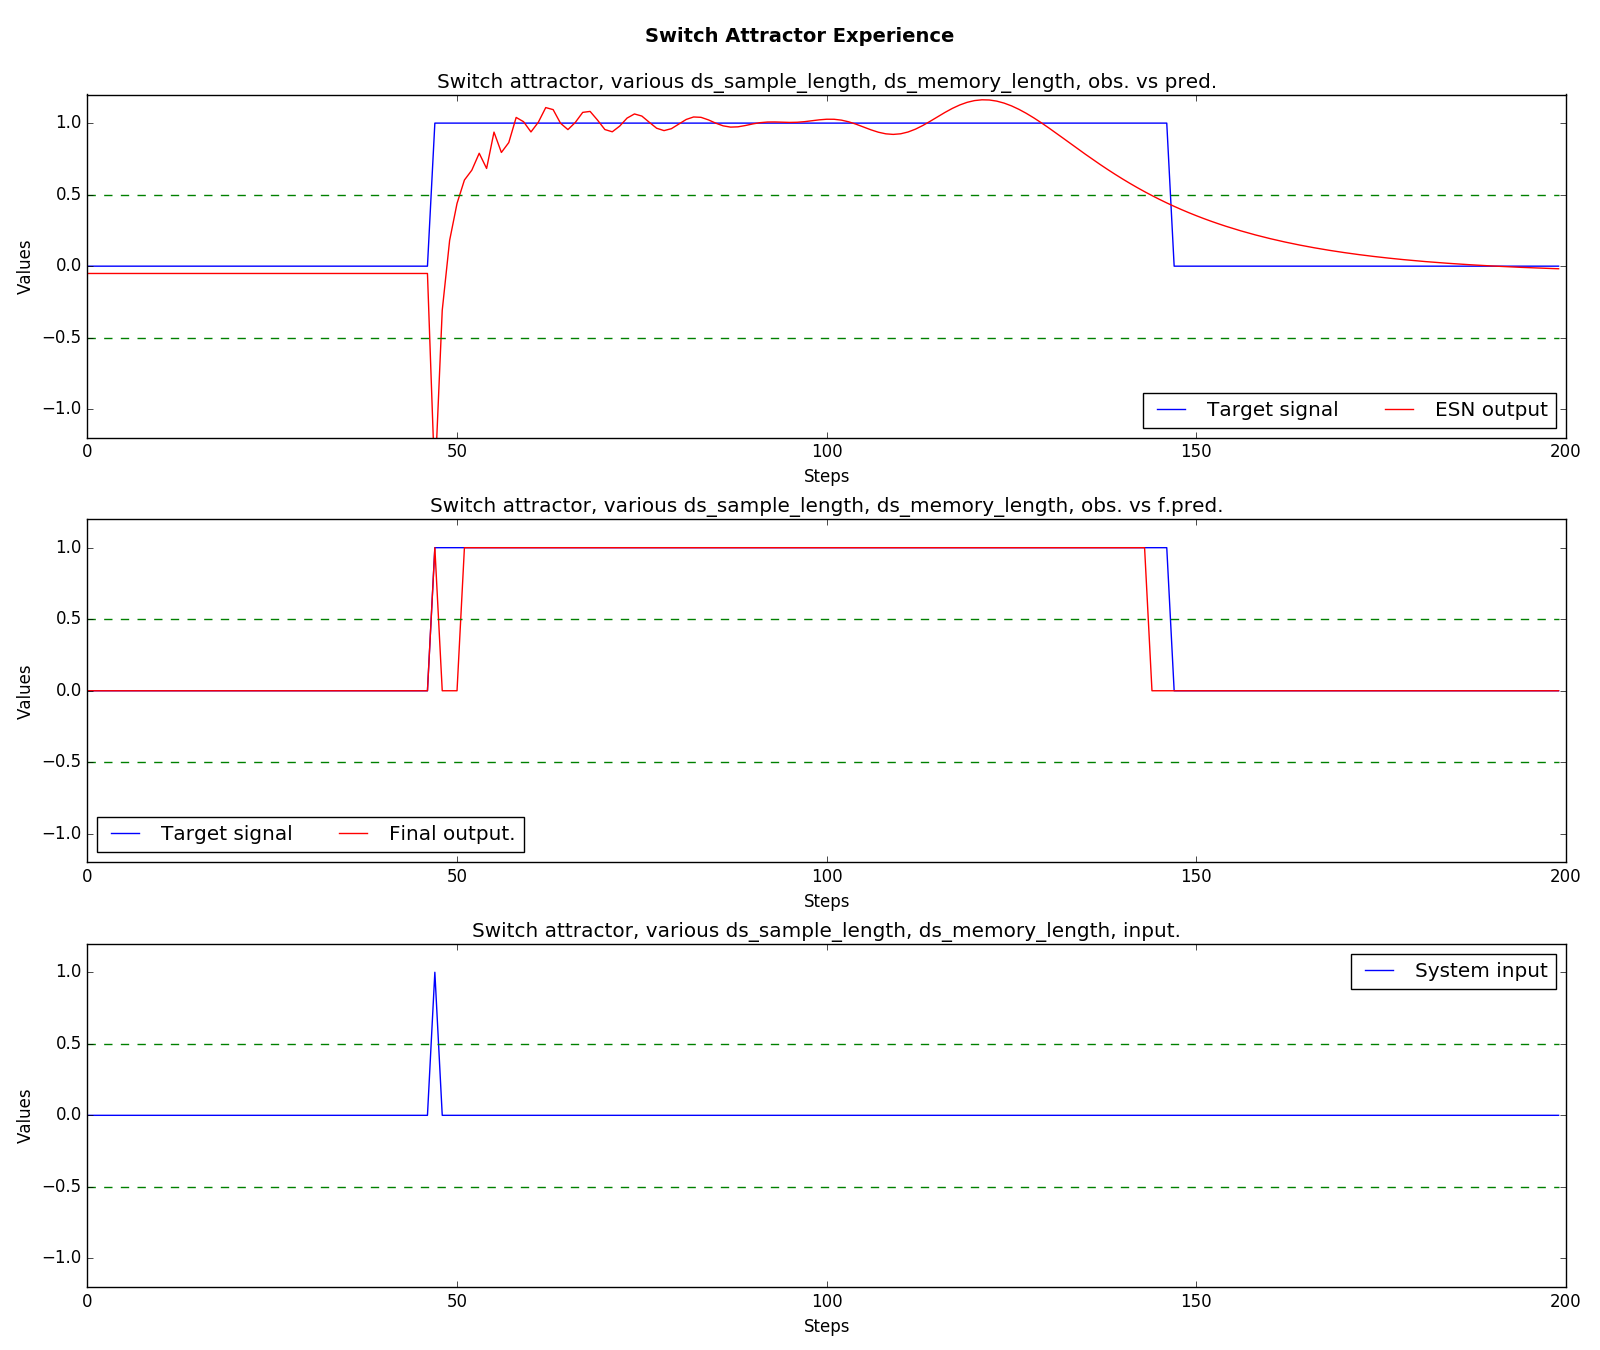 Switch Attractor Experience
Switch attractor, various ds_sample_length, ds_memory_length, obs. vs pred.
1.0
0.5
0.0
−0.5
−1.0
Values
Target signal ESN output
0 50 100 150 200
Steps
Switch attractor, various ds_sample_length, ds_memory_length, obs. vs f.pred.
1.0
0.5
0.0
−0.5
−1.0
Values
Target signal Final output.
0 50 100 150 200
Steps
Switch attractor, various ds_sample_length, ds_memory_length, input.
System input
1.0
0.5
0.0
−0.5
−1.0
Values
0 50 100 150 200
Steps